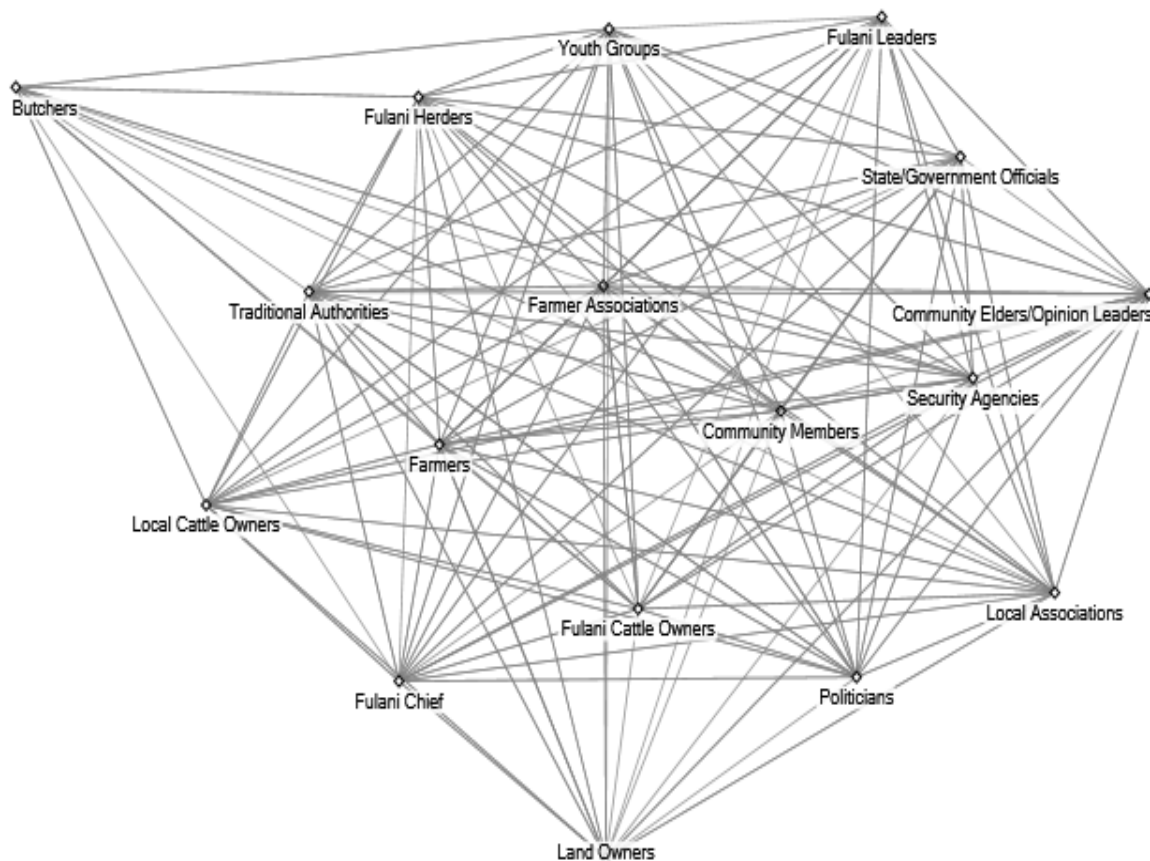 Fulani Leaders
Youth Groups
Butchers
Fulani Herders
State/Government Officials
Traditional Authorities
Farmer Associations
Community Elders/Opinion Leaders
Security Agencies
Community Members
Farmers
Local Cattle Owners
Local Associations
Fulani Cattle Owners
Fulani Chief
Politicians
Land Owners